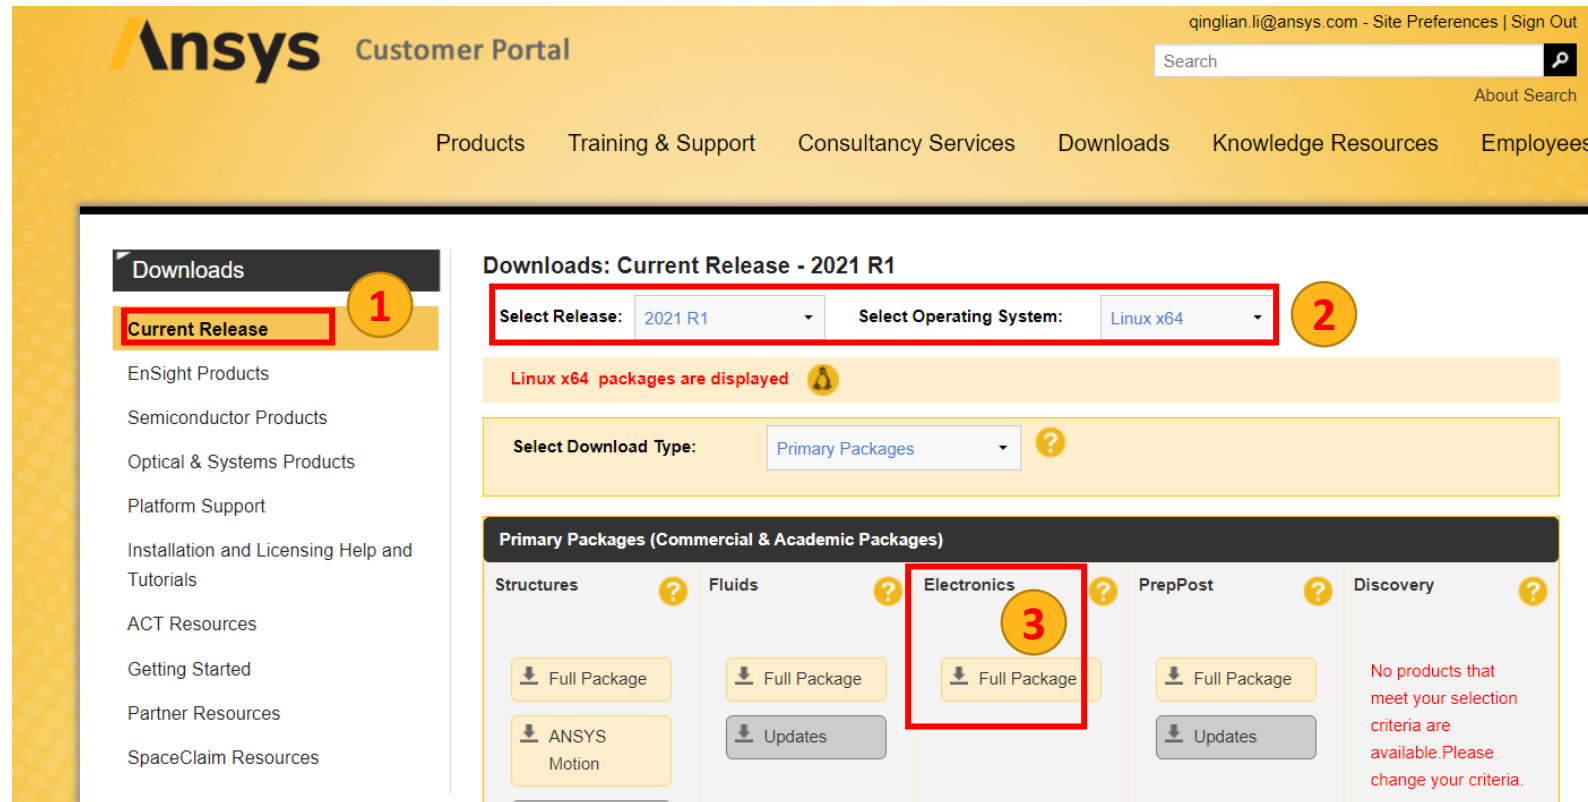 Ansys Customer Portal
qinglian.li@ansys.com - Site Preferences | Sign Out
Search
About Search
Products Training & Support Consultancy Services Downloads Knowledge Resources Employees
Downloads
1
Current Release
EnSight Products
Semiconductor Products
Optical & Systems Products
Platform Support
Installation and Licensing Help and
Tutorials
ACT Resources
Getting Started
Partner Resources
SpaceClaim Resources
Downloads: Current Release - 2021 R1
Select Release: 2021 R1 Select Operating System: Linux x64
2
Linux x64 packages are displayed
Select Download Type: Primary Packages ?
Primary Packages (Commercial & Academic Packages)
Structures ?
Full Package
ANSYS
Motion
Fluids ?
Full Package
Updates
Electronics ?
3
Full Package
PrepPost ?
Full Package
Updates
Discovery ?
No products that
meet your selection
criteria are
available.Please
change your criteria.